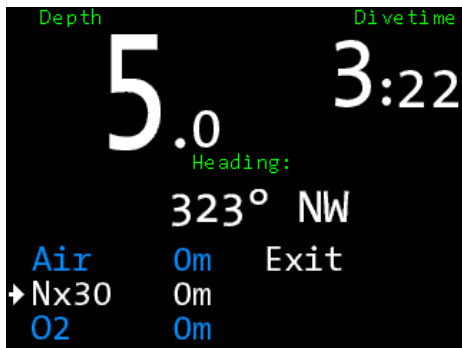 Depth Divetime
5.0 3:22
Heading:
323° NW
Air 0m Exit
Nx30 0m
O2 0m